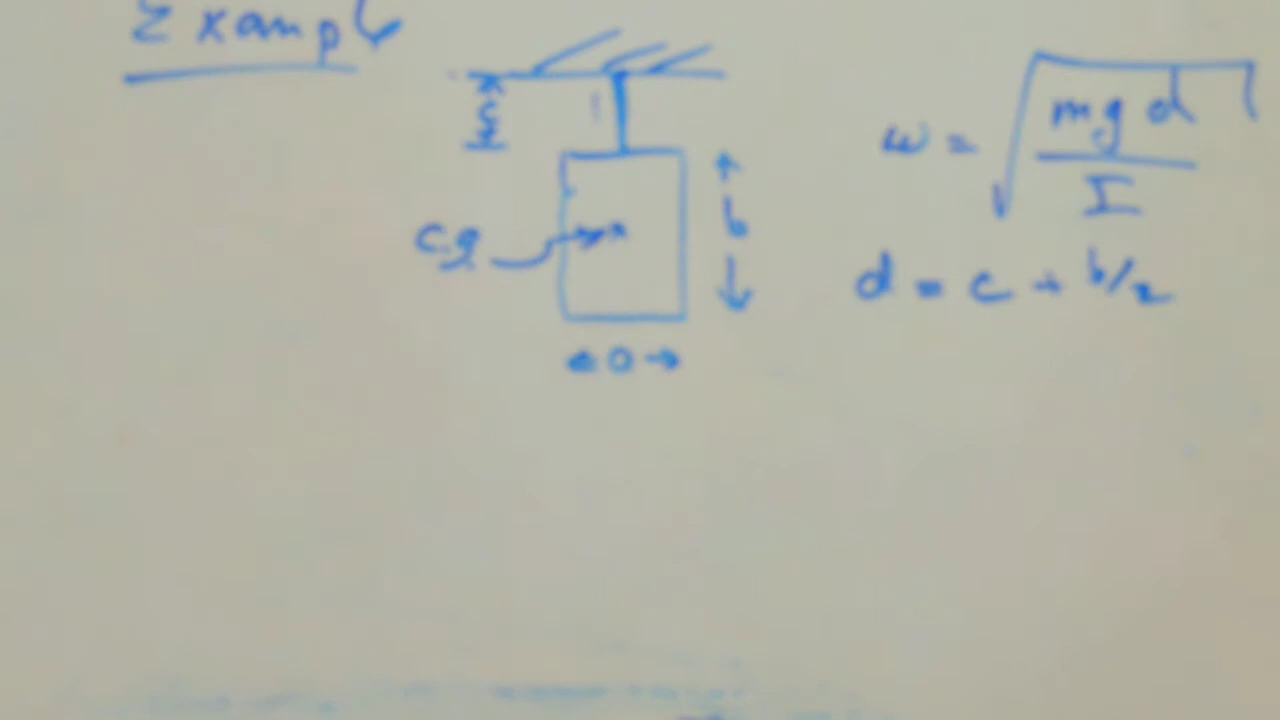 Example
c
c.g
b
a
ω = √(mgd / I)
d = c + b/2